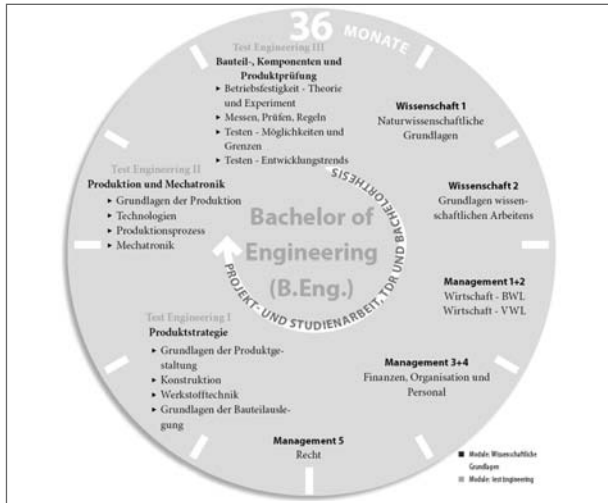 36 MONATE
Test Engineering III
Bauteil-, Komponenten und
Produktprüfung
▸ Betriebsfestigkeit - Theorie
und Experiment
▸ Messen, Prüfen, Regeln
▸ Testen - Möglichkeiten und
Grenzen
▸ Testen - Entwicklungstrends
Wissenschaft 1
Naturwissenschaftliche
Grundlagen
Wissenschaft 2
Grundlagen wissen-
schaftlichen Arbeitens
Management 1+2
Wirtschaft - BWL
Wirtschaft - VWL
Management 3+4
Finanzen, Organisation und
Personal
Management 5
Recht
Test Engineering I
Produktstrategie
▸ Grundlagen der Produktge-
staltung
▸ Konstruktion
▸ Werkstofftechnik
▸ Grundlagen der Bauteilausle-
gung
Test Engineering II
Produktion und Mechatronik
▸ Grundlagen der Produktion
▸ Technologien
▸ Produktionsprozess
▸ Mechatronik
Bachelor of
Engineering
(B.Eng.)
PROJEKT- UND STUDIENARBEIT, TDR UND BACHELORTHESIS
Module: Wissenschaftliche
Grundlagen
Module: Test Engineering